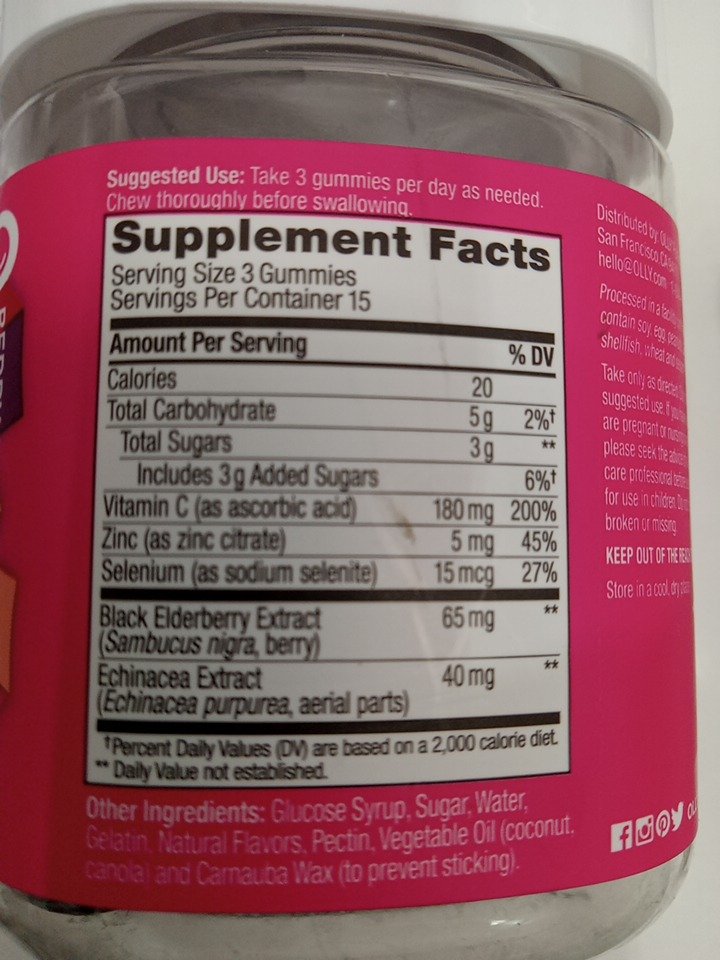 Suggested Use: Take 3 gummies per day as needed.
Chew thoroughly before swallowing.
Supplement Facts
Serving Size 3 Gummies
Servings Per Container 15
Amount Per Serving % DV
Calories 20
Total Carbohydrate 5 g 2%†
Total Sugars 3 g **
Includes 3 g Added Sugars 6%†
Vitamin C (as ascorbic acid) 180 mg 200%
Zinc (as zinc citrate) 5 mg 45%
Selenium (as sodium selenite) 15 mcg 27%
Black Elderberry Extract 65 mg **
(Sambucus nigra, berry)
Echinacea Extract 40 mg **
(Echinacea purpurea, aerial parts)
†Percent Daily Values (DV) are based on a 2,000 calorie diet.
** Daily Value not established.
Other Ingredients: Glucose Syrup, Sugar, Water,
Gelatin, Natural Flavors, Pectin, Vegetable Oil (coconut,
canola) and Carnauba Wax (to prevent sticking).
Distributed by
San Francisco, CA
hello@OLLY.com
Processed in a
contain soy, egg,
shellfish, wheat and
Take only as directed
suggested use. If
are pregnant or
please seek the
care professional
for use in children.
broken or missing.
KEEP OUT OF THE
Store in a cool, dry